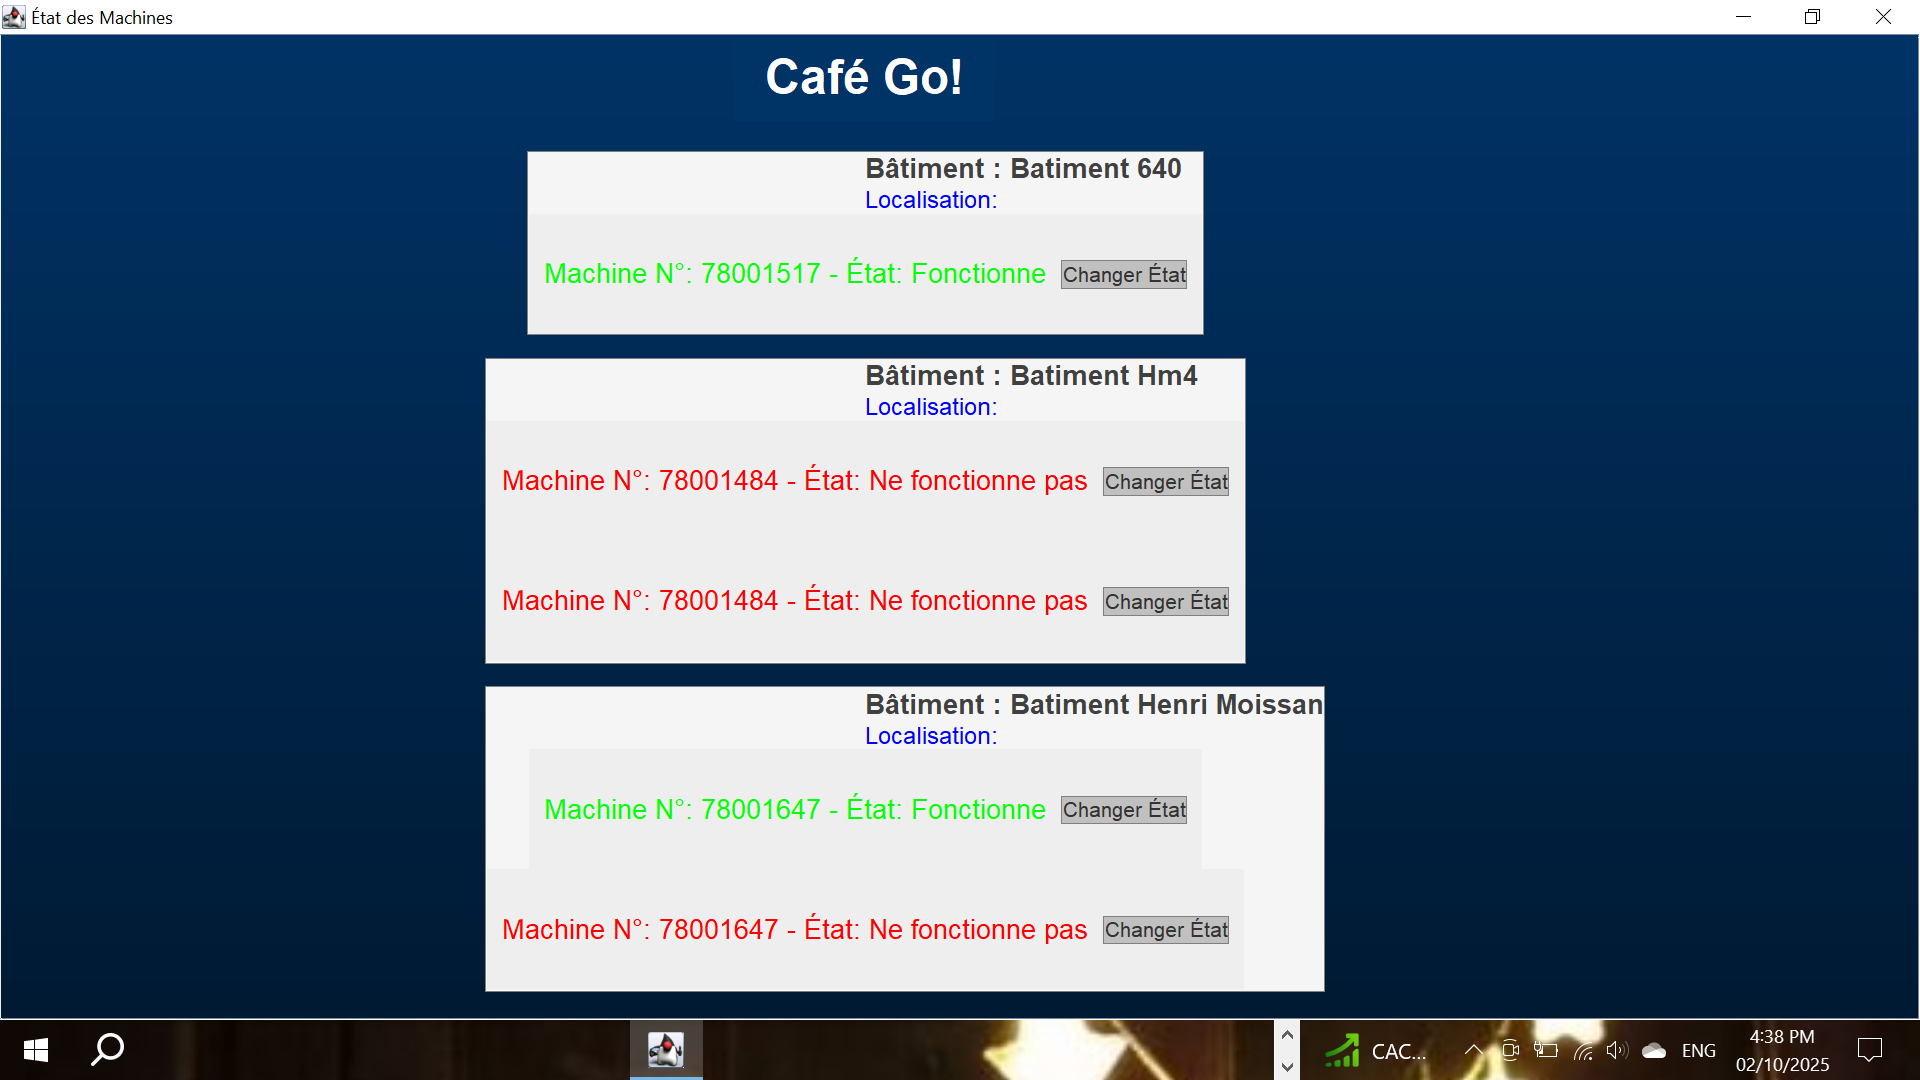 État des Machines
Café Go!
Bâtiment : Batiment 640
Localisation:
Machine N°: 78001517 - État: Fonctionne Changer État
Bâtiment : Batiment Hm4
Localisation:
Machine N°: 78001484 - État: Ne fonctionne pas Changer État
Machine N°: 78001484 - État: Ne fonctionne pas Changer État
Bâtiment : Batiment Henri Moissan
Localisation:
Machine N°: 78001647 - État: Fonctionne Changer État
Machine N°: 78001647 - État: Ne fonctionne pas Changer État
CAC...
ENG
4:38 PM
02/10/2025